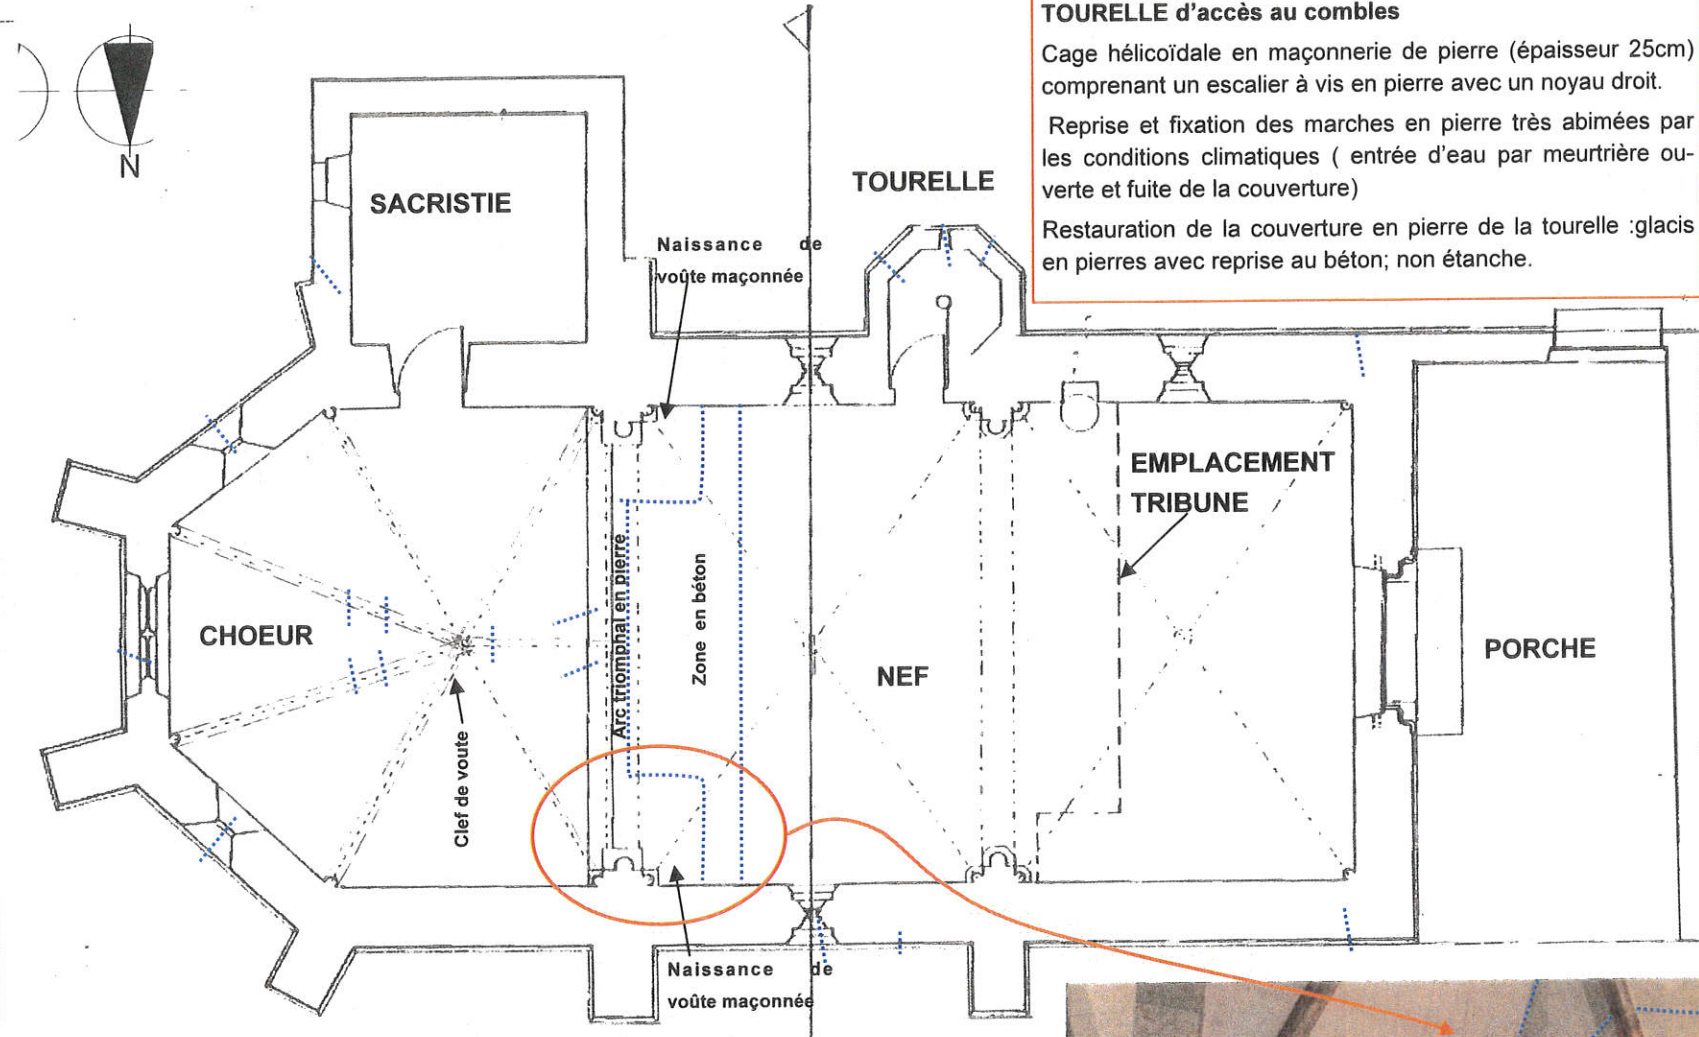 TOURELLE d'accès au combles
Cage hélicoïdale en maçonnerie de pierre (épaisseur 25cm)
comprenant un escalier à vis en pierre avec un noyau droit.
Reprise et fixation des marches en pierre très abimées par
les conditions climatiques ( entrée d'eau par meurtrière ou-
verte et fuite de la couverture)
Restauration de la couverture en pierre de la tourelle :glacis
en pierres avec reprise au béton; non étanche.
N
SACRISTIE
TOURELLE
Naissance de
voûte maçonnée
EMPLACEMENT
TRIBUNE
Arc triomphal en pierre
Zone en béton
CHOEUR
NEF
PORCHE
Clef de voute
Naissance de
voûte maçonnée